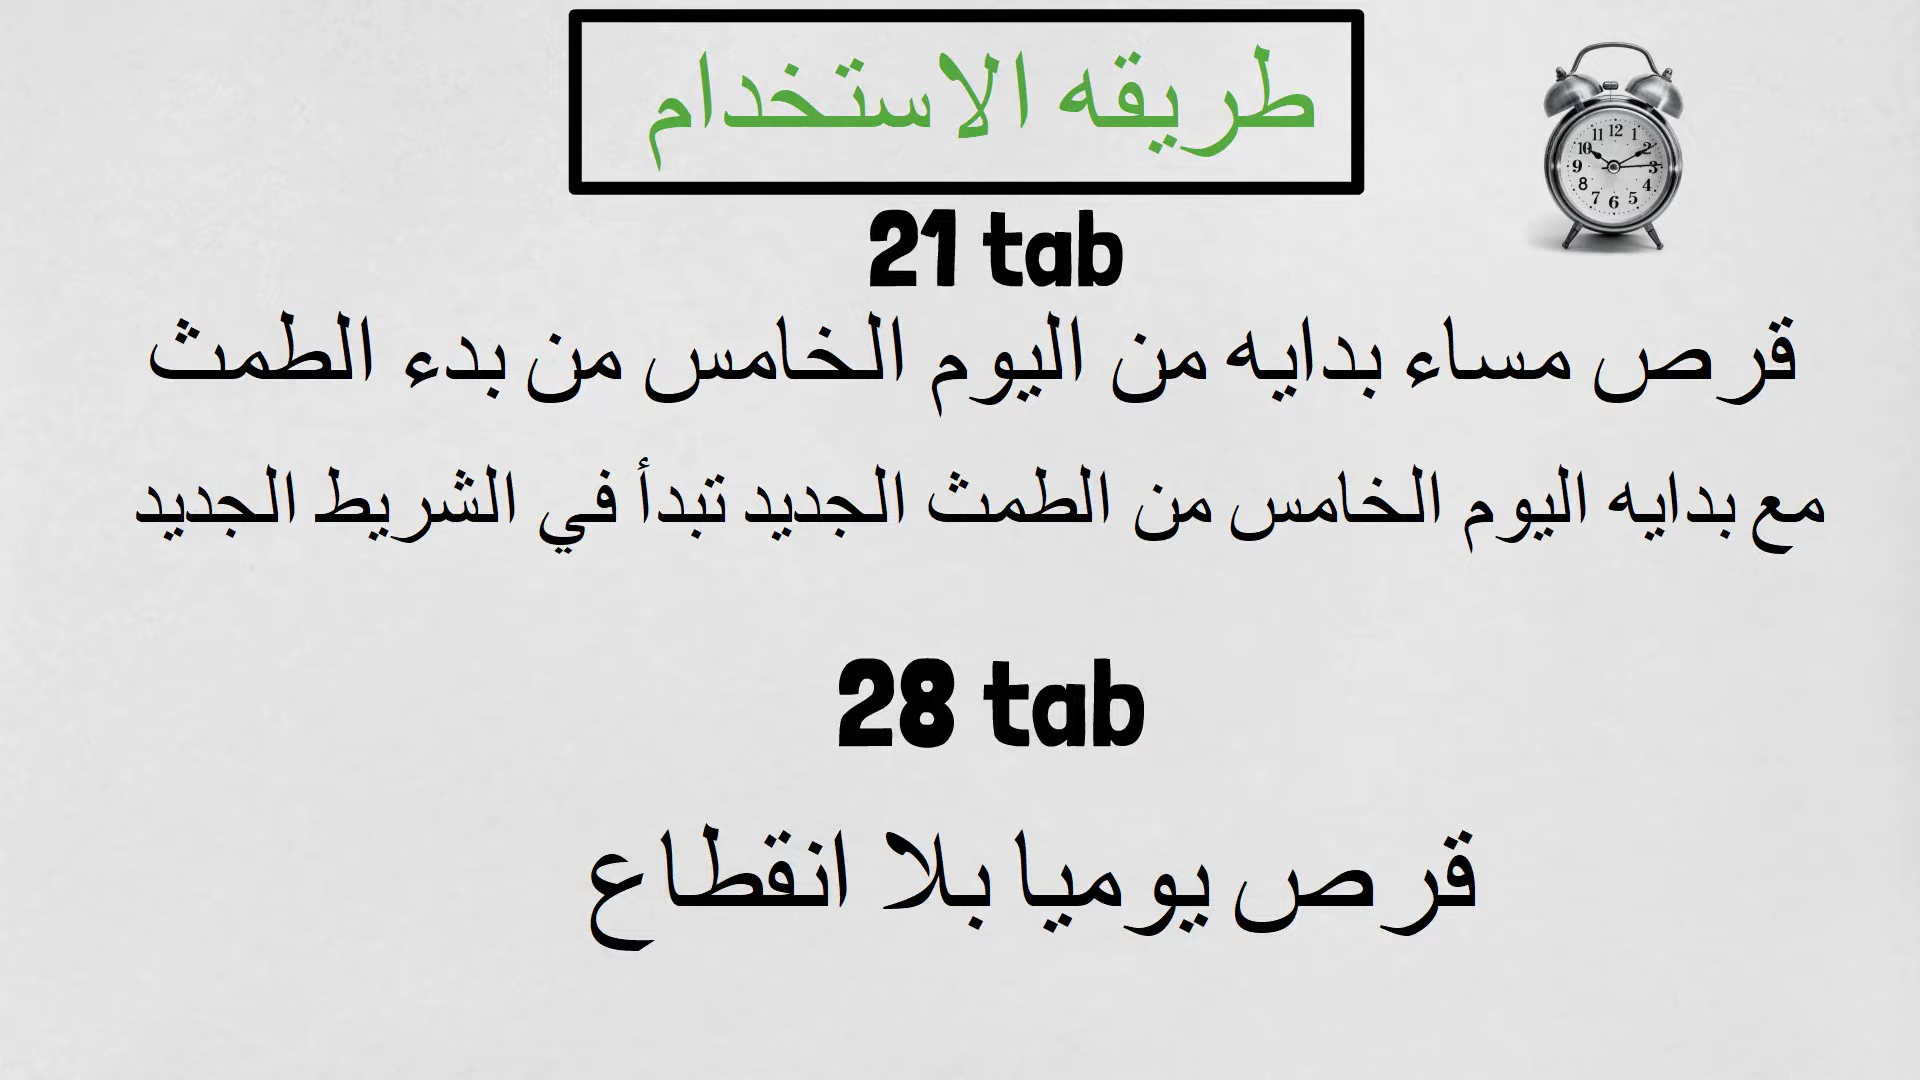 طريقه الاستخدام
21 tab
قرص مساء بدايه من اليوم الخامس من بدء الطمث
مع بدايه اليوم الخامس من الطمث الجديد تبدأ في الشريط الجديد
28 tab
قرص يوميا بلا انقطاع